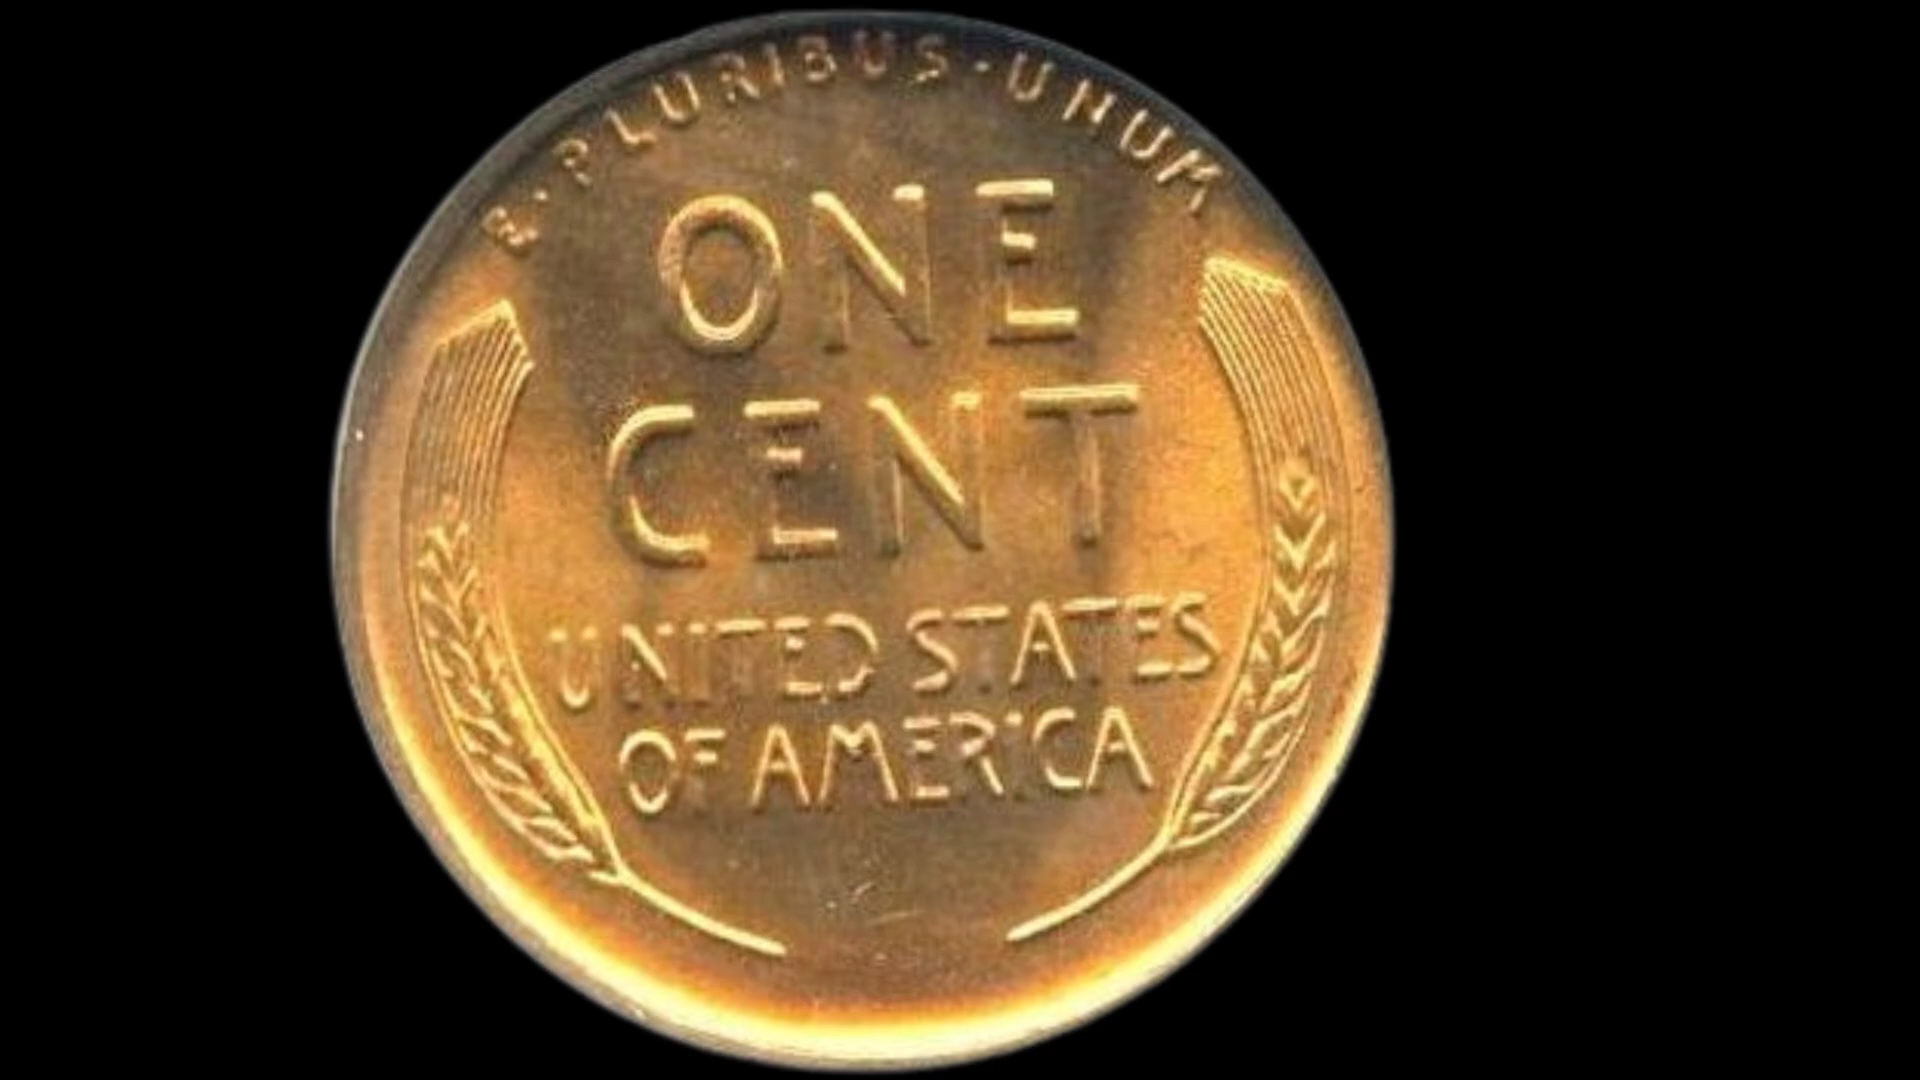 E·PLURIBUS·UNUM
ONE
CENT
UNITED STATES
OF AMERICA